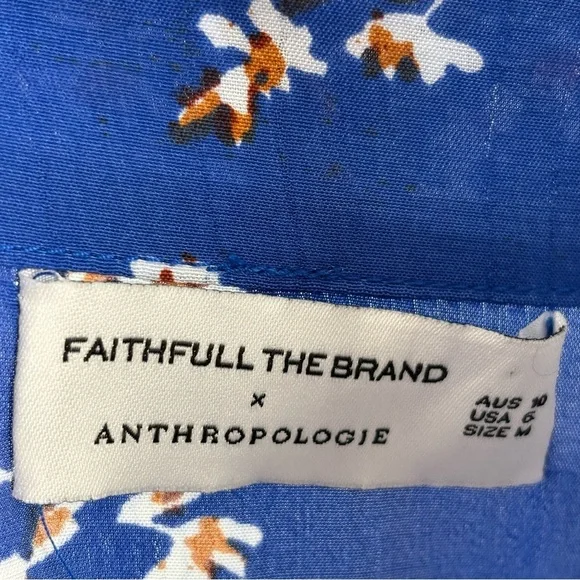 FAITHFULL THE BRAND
x
ANTHROPOLOGIE
AUS 10
USA 6
SIZE M